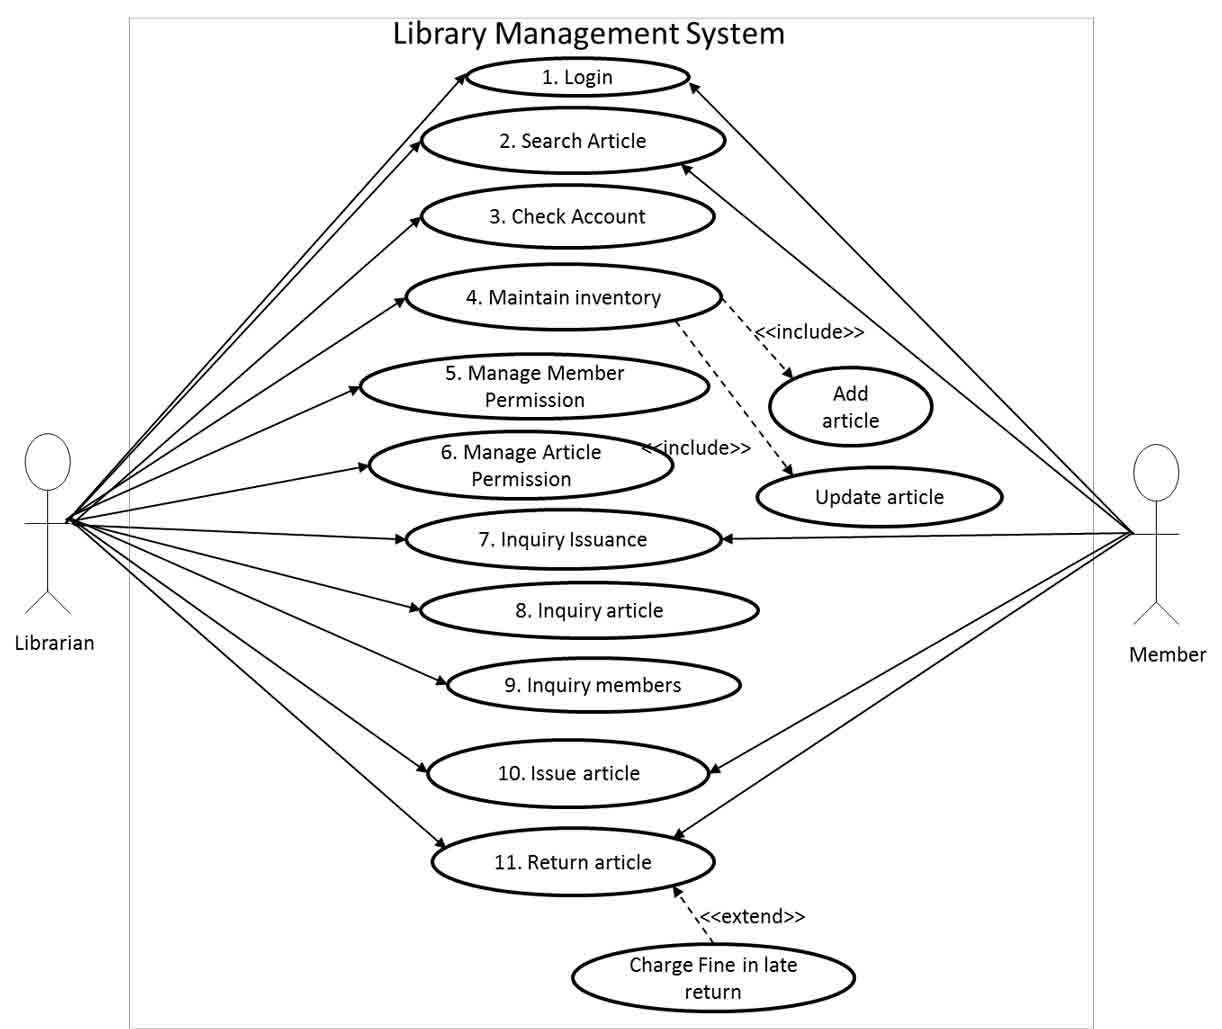 Library Management System
1. Login
2. Search Article
3. Check Account
4. Maintain inventory
<<include>>
5. Manage Member
Permission
Add
article
6. Manage Article
Permission
<<include>>
Update article
7. Inquiry Issuance
8. Inquiry article
Librarian
Member
9. Inquiry members
10. Issue article
11. Return article
<<extend>>
Charge Fine in late
return